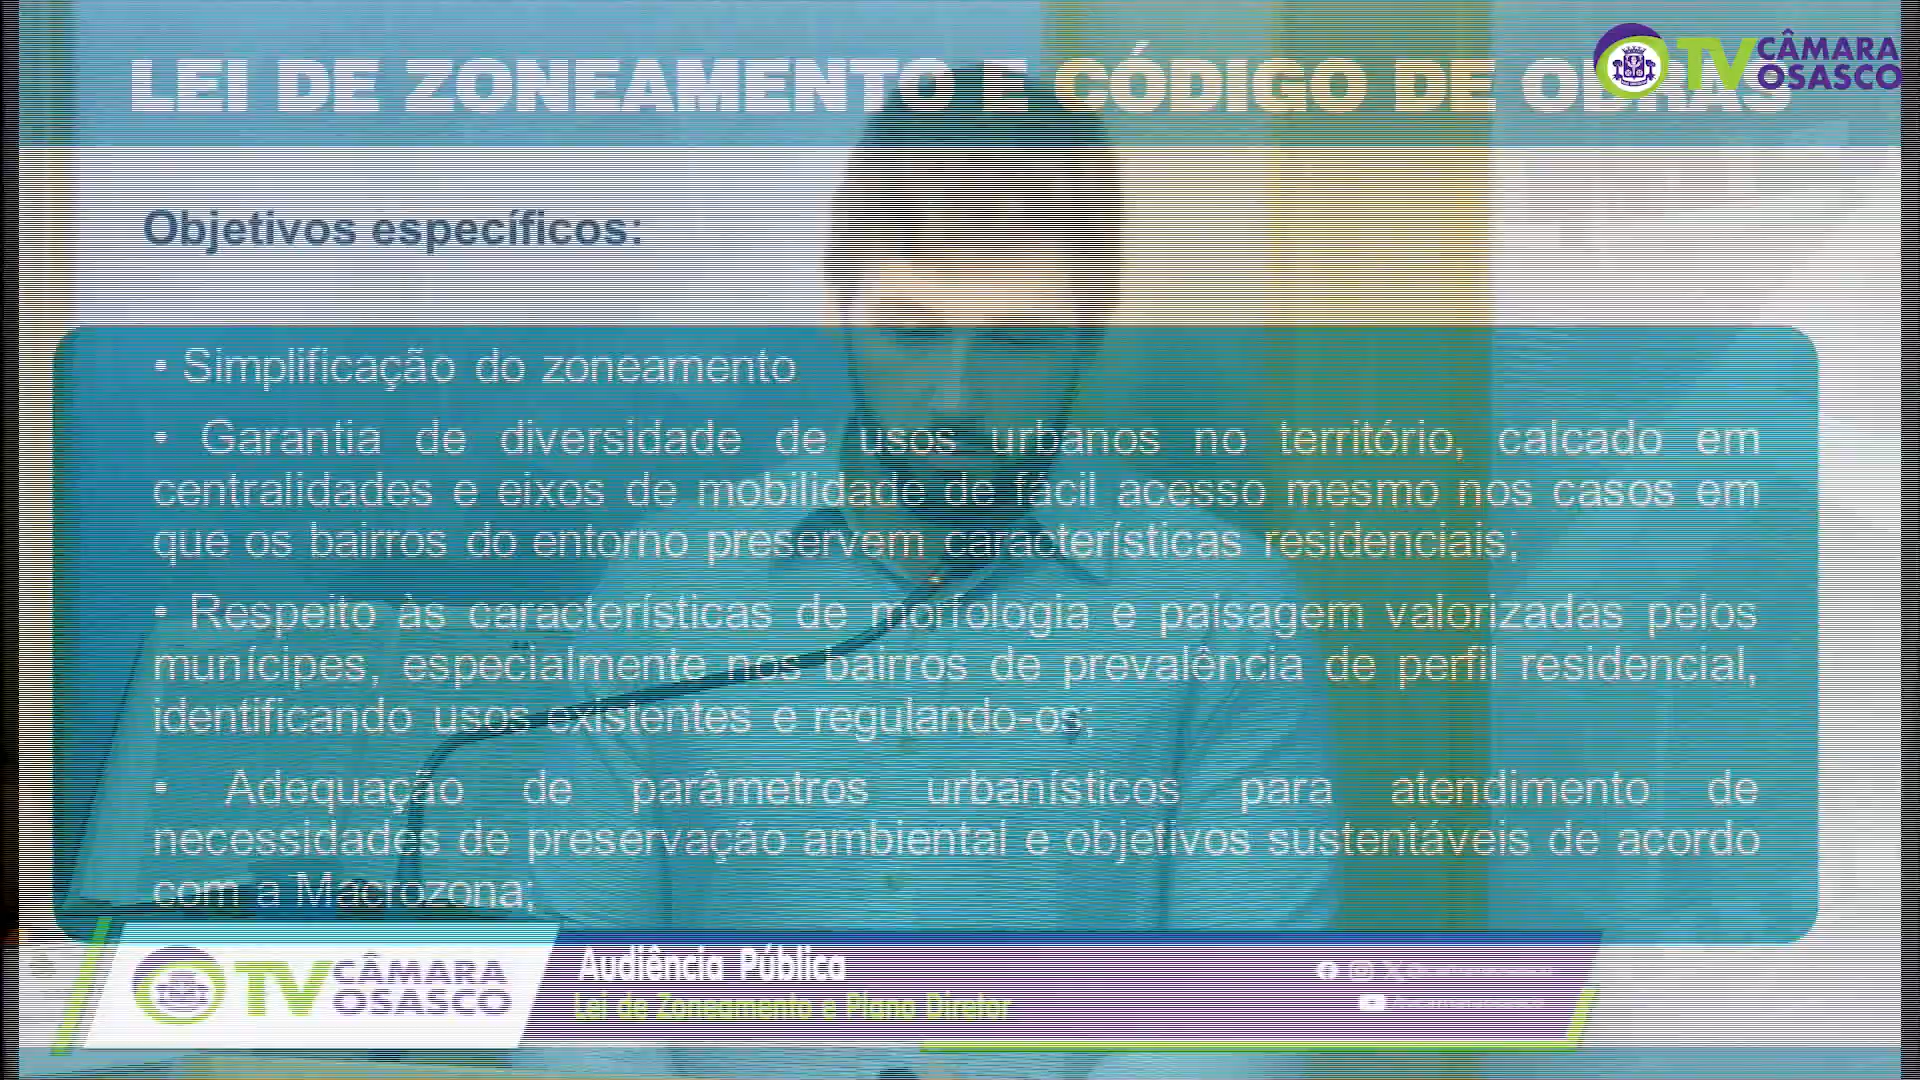 LEI DE ZONEAMENTO E CÓDIGO DE OBRAS
TV CÂMARA
OSASCO
Objetivos específicos:
• Simplificação do zoneamento
• Garantia de diversidade de usos urbanos no território, calcado em
centralidades e eixos de mobilidade de fácil acesso mesmo nos casos em
que os bairros do entorno preservem características residenciais;
• Respeito às características de morfologia e paisagem valorizadas pelos
munícipes, especialmente nos bairros de prevalência de perfil residencial,
identificando usos existentes e regulando-os;
• Adequação de parâmetros urbanísticos para atendimento de
necessidades de preservação ambiental e objetivos sustentáveis de acordo
com a Macrozona;
TV CÂMARA
OSASCO
Audiência Pública
Lei de Zoneamento e Plano Diretor